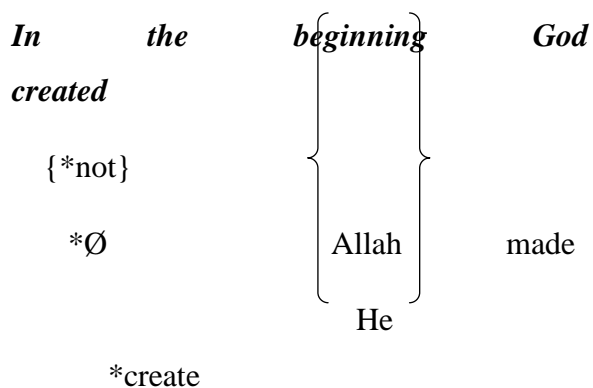 In the beginning God
created
{*not}
*Ø Allah made
He
*create